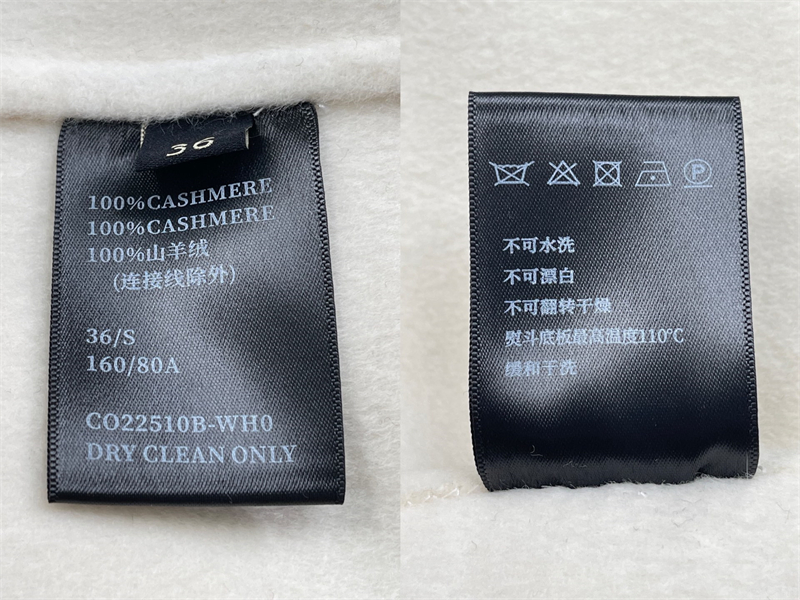 36
100%CASHMERE
100%CASHMERE
100%山羊绒
(连接线除外)
36/S
160/80A
CO22510B-WH0
DRY CLEAN ONLY
P
不可水洗
不可漂白
不可翻转干燥
熨斗底板最高温度110℃
缓和干洗